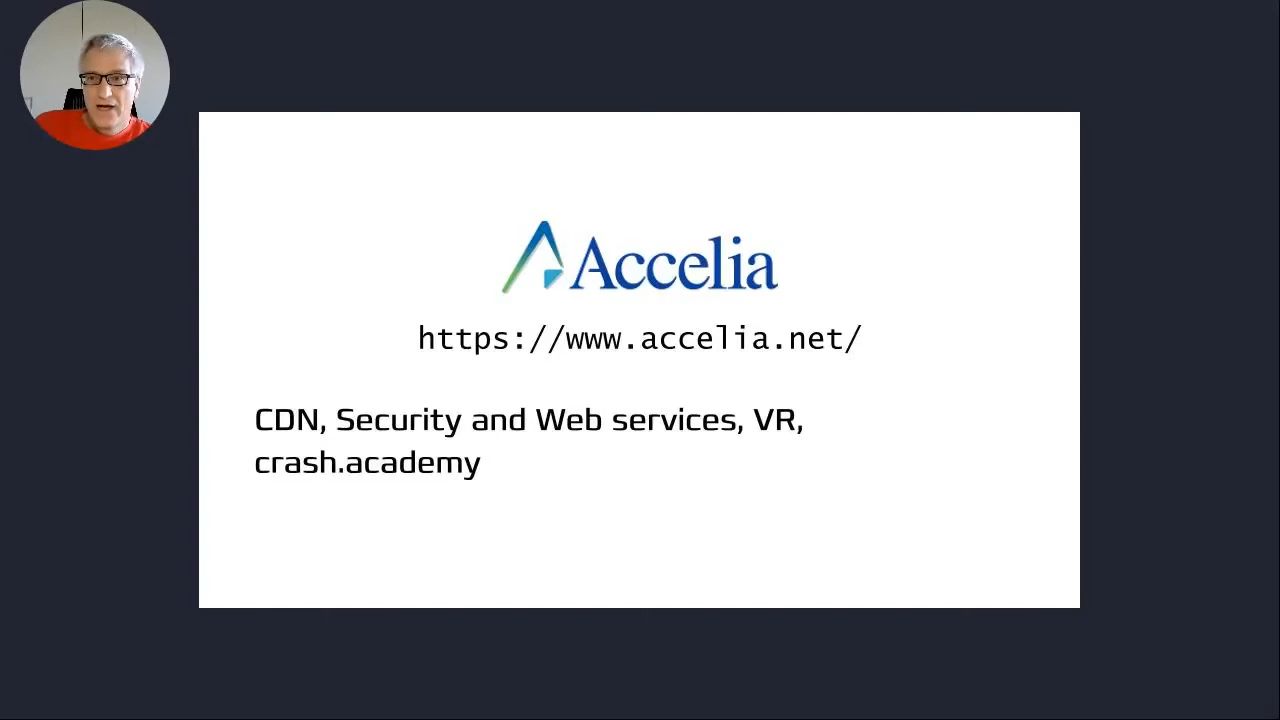 Accelia
https://www.accelia.net/
CDN, Security and Web services, VR,
crash.academy